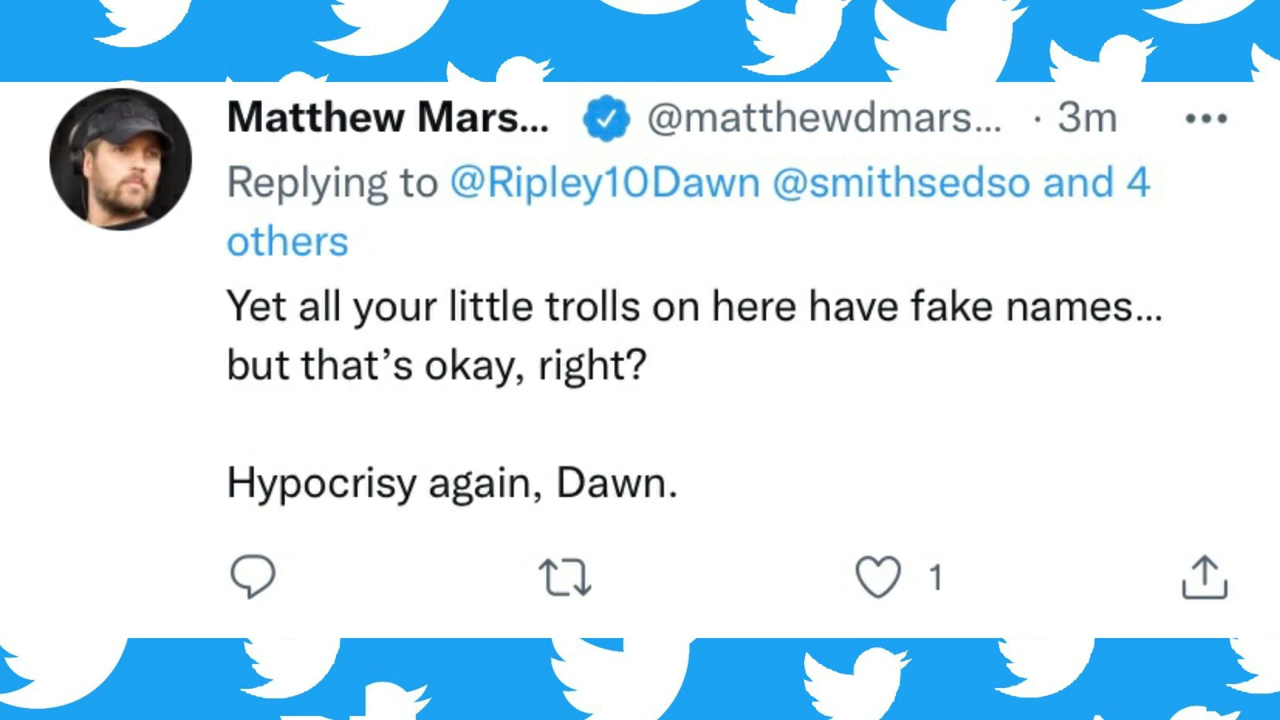 Matthew Mars... @matthewdmars... · 3m
Replying to @Ripley10Dawn @smithsedso and 4
others
Yet all your little trolls on here have fake names...
but that’s okay, right?
Hypocrisy again, Dawn.
1